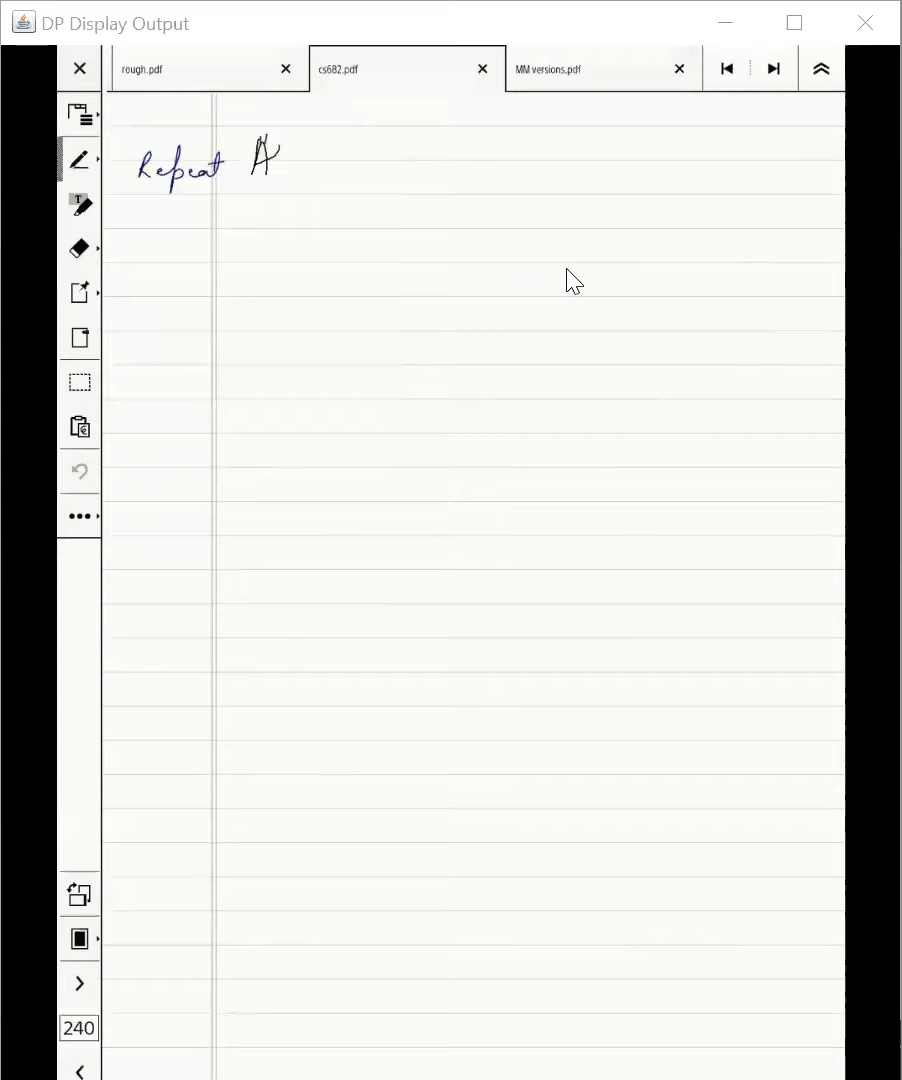 DP Display Output
rough.pdf cs682.pdf MM versions.pdf
Repeat A
T
240